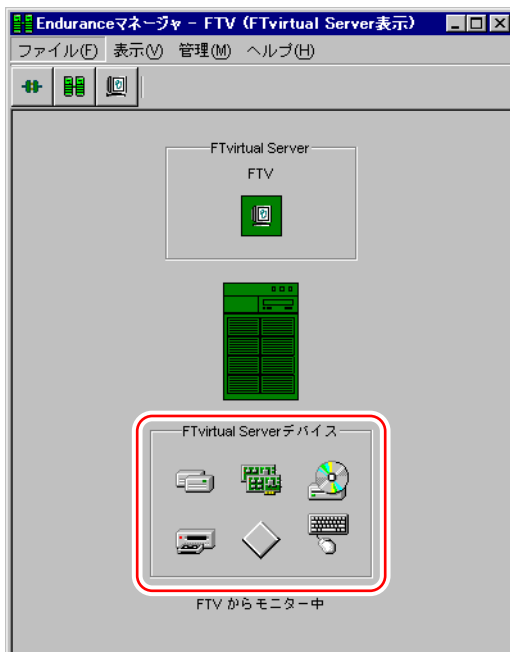 Enduranceマネージャ - FTV (FTvirtual Server表示)
ファイル(F) 表示(V) 管理(M) ヘルプ(H)
FTvirtual Server
FTV
FTvirtual Serverデバイス
FTV からモニター中